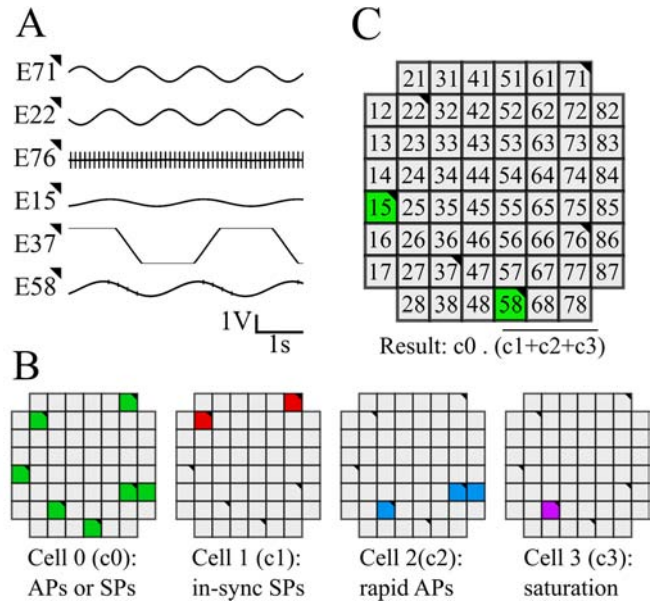 A
E71
E22
E76
E15
E37
E58
1V
1s
C
21 31 41 51 61 71
12 22 32 42 52 62 72 82
13 23 33 43 53 63 73 83
14 24 34 44 54 64 74 84
15 25 35 45 55 65 75 85
16 26 36 46 56 66 76 86
17 27 37 47 57 67 77 87
28 38 48 58 68 78
Result: c0 . (c1+c2+c3)
B
Cell 0 (c0):
APs or SPs
Cell 1 (c1):
in-sync SPs
Cell 2(c2):
rapid APs
Cell 3 (c3):
saturation